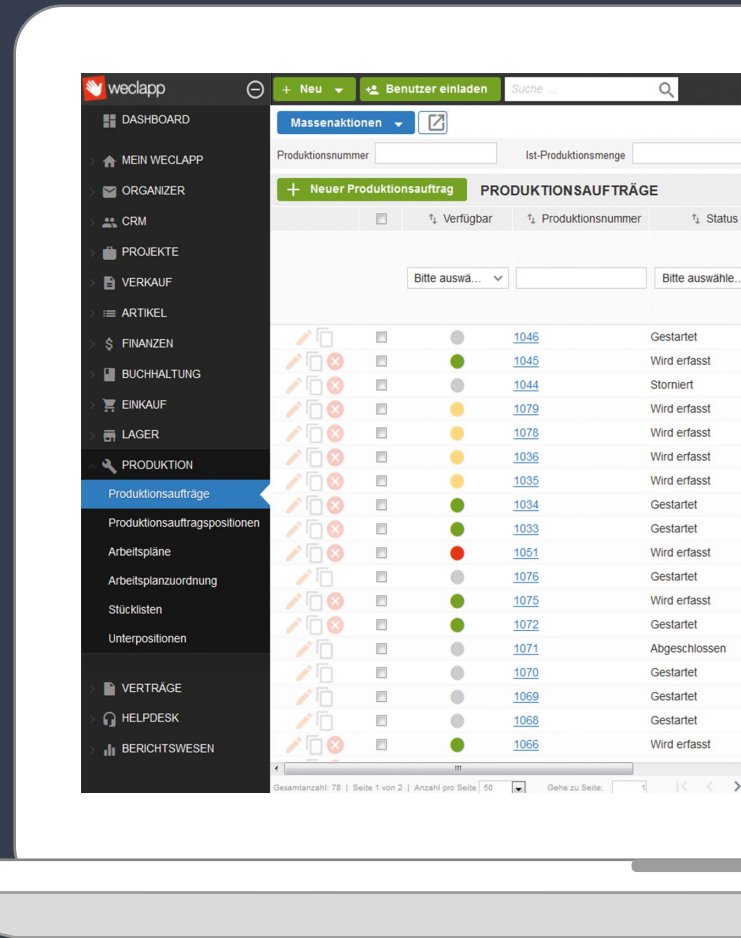 weclapp
+ Neu
Benutzer einladen
Suche ...
DASHBOARD
MEIN WECLAPP
ORGANIZER
CRM
PROJEKTE
VERKAUF
ARTIKEL
FINANZEN
BUCHHALTUNG
EINKAUF
LAGER
PRODUKTION
Produktionsaufträge
Produktionsauftragspositionen
Arbeitspläne
Arbeitsplanzuordnung
Stücklisten
Unterpositionen
VERTRÄGE
HELPDESK
BERICHTSWESEN
Massenaktionen
Produktionsnummer
Ist-Produktionsmenge
+ Neuer Produktionsauftrag PRODUKTIONSAUFTRÄGE
Verfügbar Produktionsnummer Status
Bitte auswä... Bitte auswähle..
1046 Gestartet
1045 Wird erfasst
1044 Storniert
1079 Wird erfasst
1078 Wird erfasst
1036 Wird erfasst
1035 Wird erfasst
1034 Gestartet
1033 Gestartet
1051 Wird erfasst
1076 Gestartet
1075 Wird erfasst
1072 Gestartet
1071 Abgeschlossen
1070 Gestartet
1069 Gestartet
1068 Gestartet
1066 Wird erfasst
Gesamtanzahl: 78 | Seite 1 von 2 | Anzahl pro Seite 50 Gehe zu Seite: 1